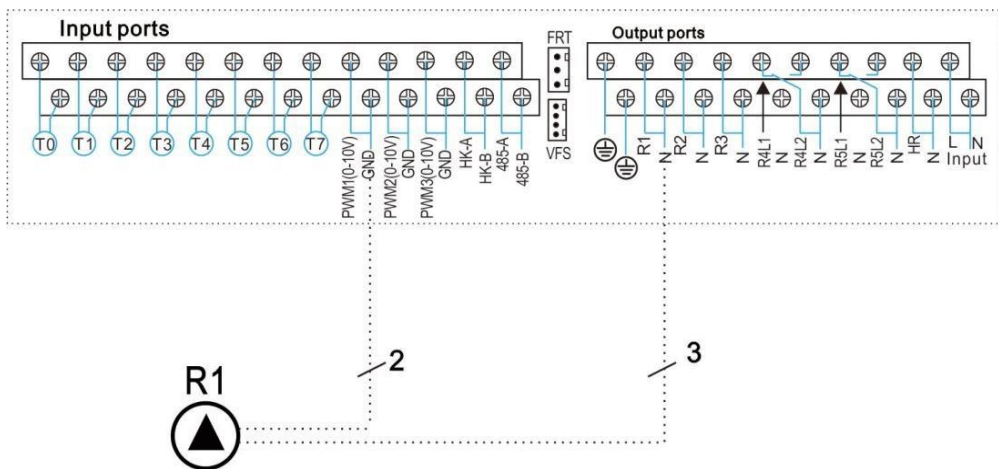 Input ports
FRT
Output ports
T0
T1
T2
T3
T4
T5
T6
T7
PWM1(0-10V)
GND
PWM2(0-10V)
GND
PWM3(0-10V)
GND
HK-A
HK-B
485-A
485-B
VFS
R1
N
R2
N
R3
N
R4L1
N
R4L2
N
R5L1
N
R5L2
N
HR
N
L N
Input
2
3
R1